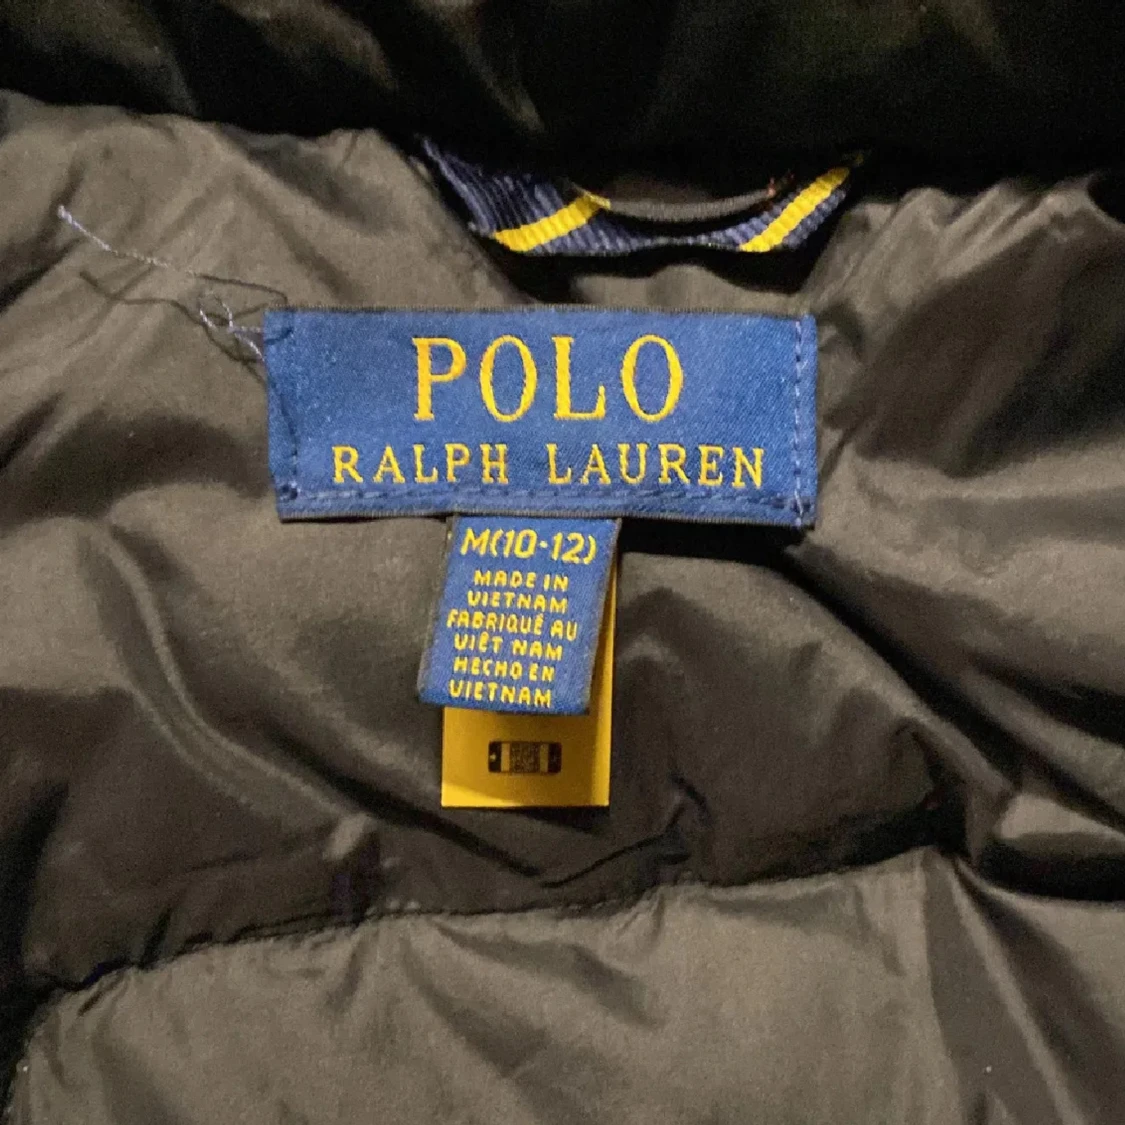 POLO
RALPH LAUREN
M(10-12)
MADE IN
VIETNAM
FABRIQUÉ AU
VIÊT NAM
HECHO EN
VIETNAM